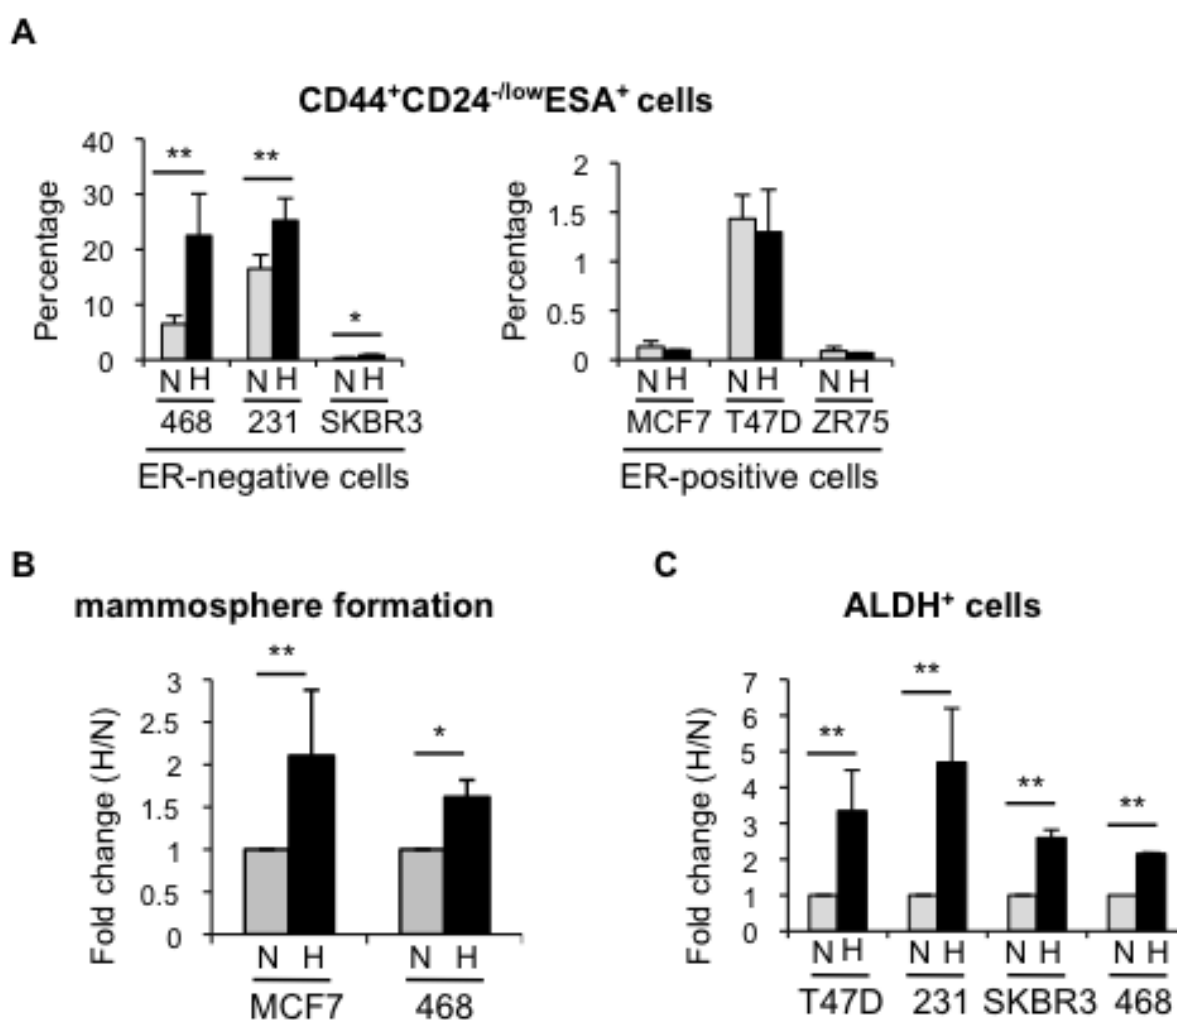 A
CD44⁺CD24⁻/ˡᵒʷESA⁺ cells
Percentage
40
30
20
10
0
** ** *
N H N H N H
468 231 SKBR3
ER-negative cells
Percentage
2
1.5
1
0.5
0
N H N H N H
MCF7 T47D ZR75
ER-positive cells
B
mammosphere formation
Fold change (H/N)
3
2.5
2
1.5
1
0.5
0
** *
N H N H
MCF7 468
C
ALDH⁺ cells
Fold change (H/N)
7
6
5
4
3
2
1
0
** ** ** **
N H N H N H N H
T47D 231 SKBR3 468